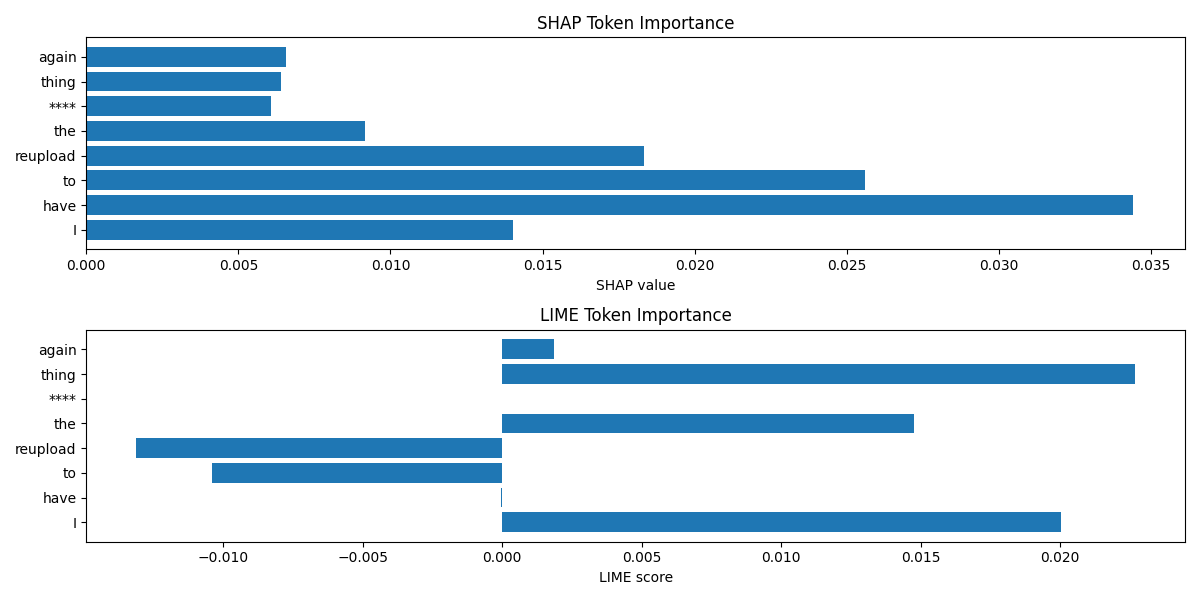 SHAP Token Importance
again
thing
****
the
reupload
to
have
I
0.000 0.005 0.010 0.015 0.020 0.025 0.030 0.035
SHAP value
LIME Token Importance
again
thing
****
the
reupload
to
have
I
−0.010 −0.005 0.000 0.005 0.010 0.015 0.020
LIME score